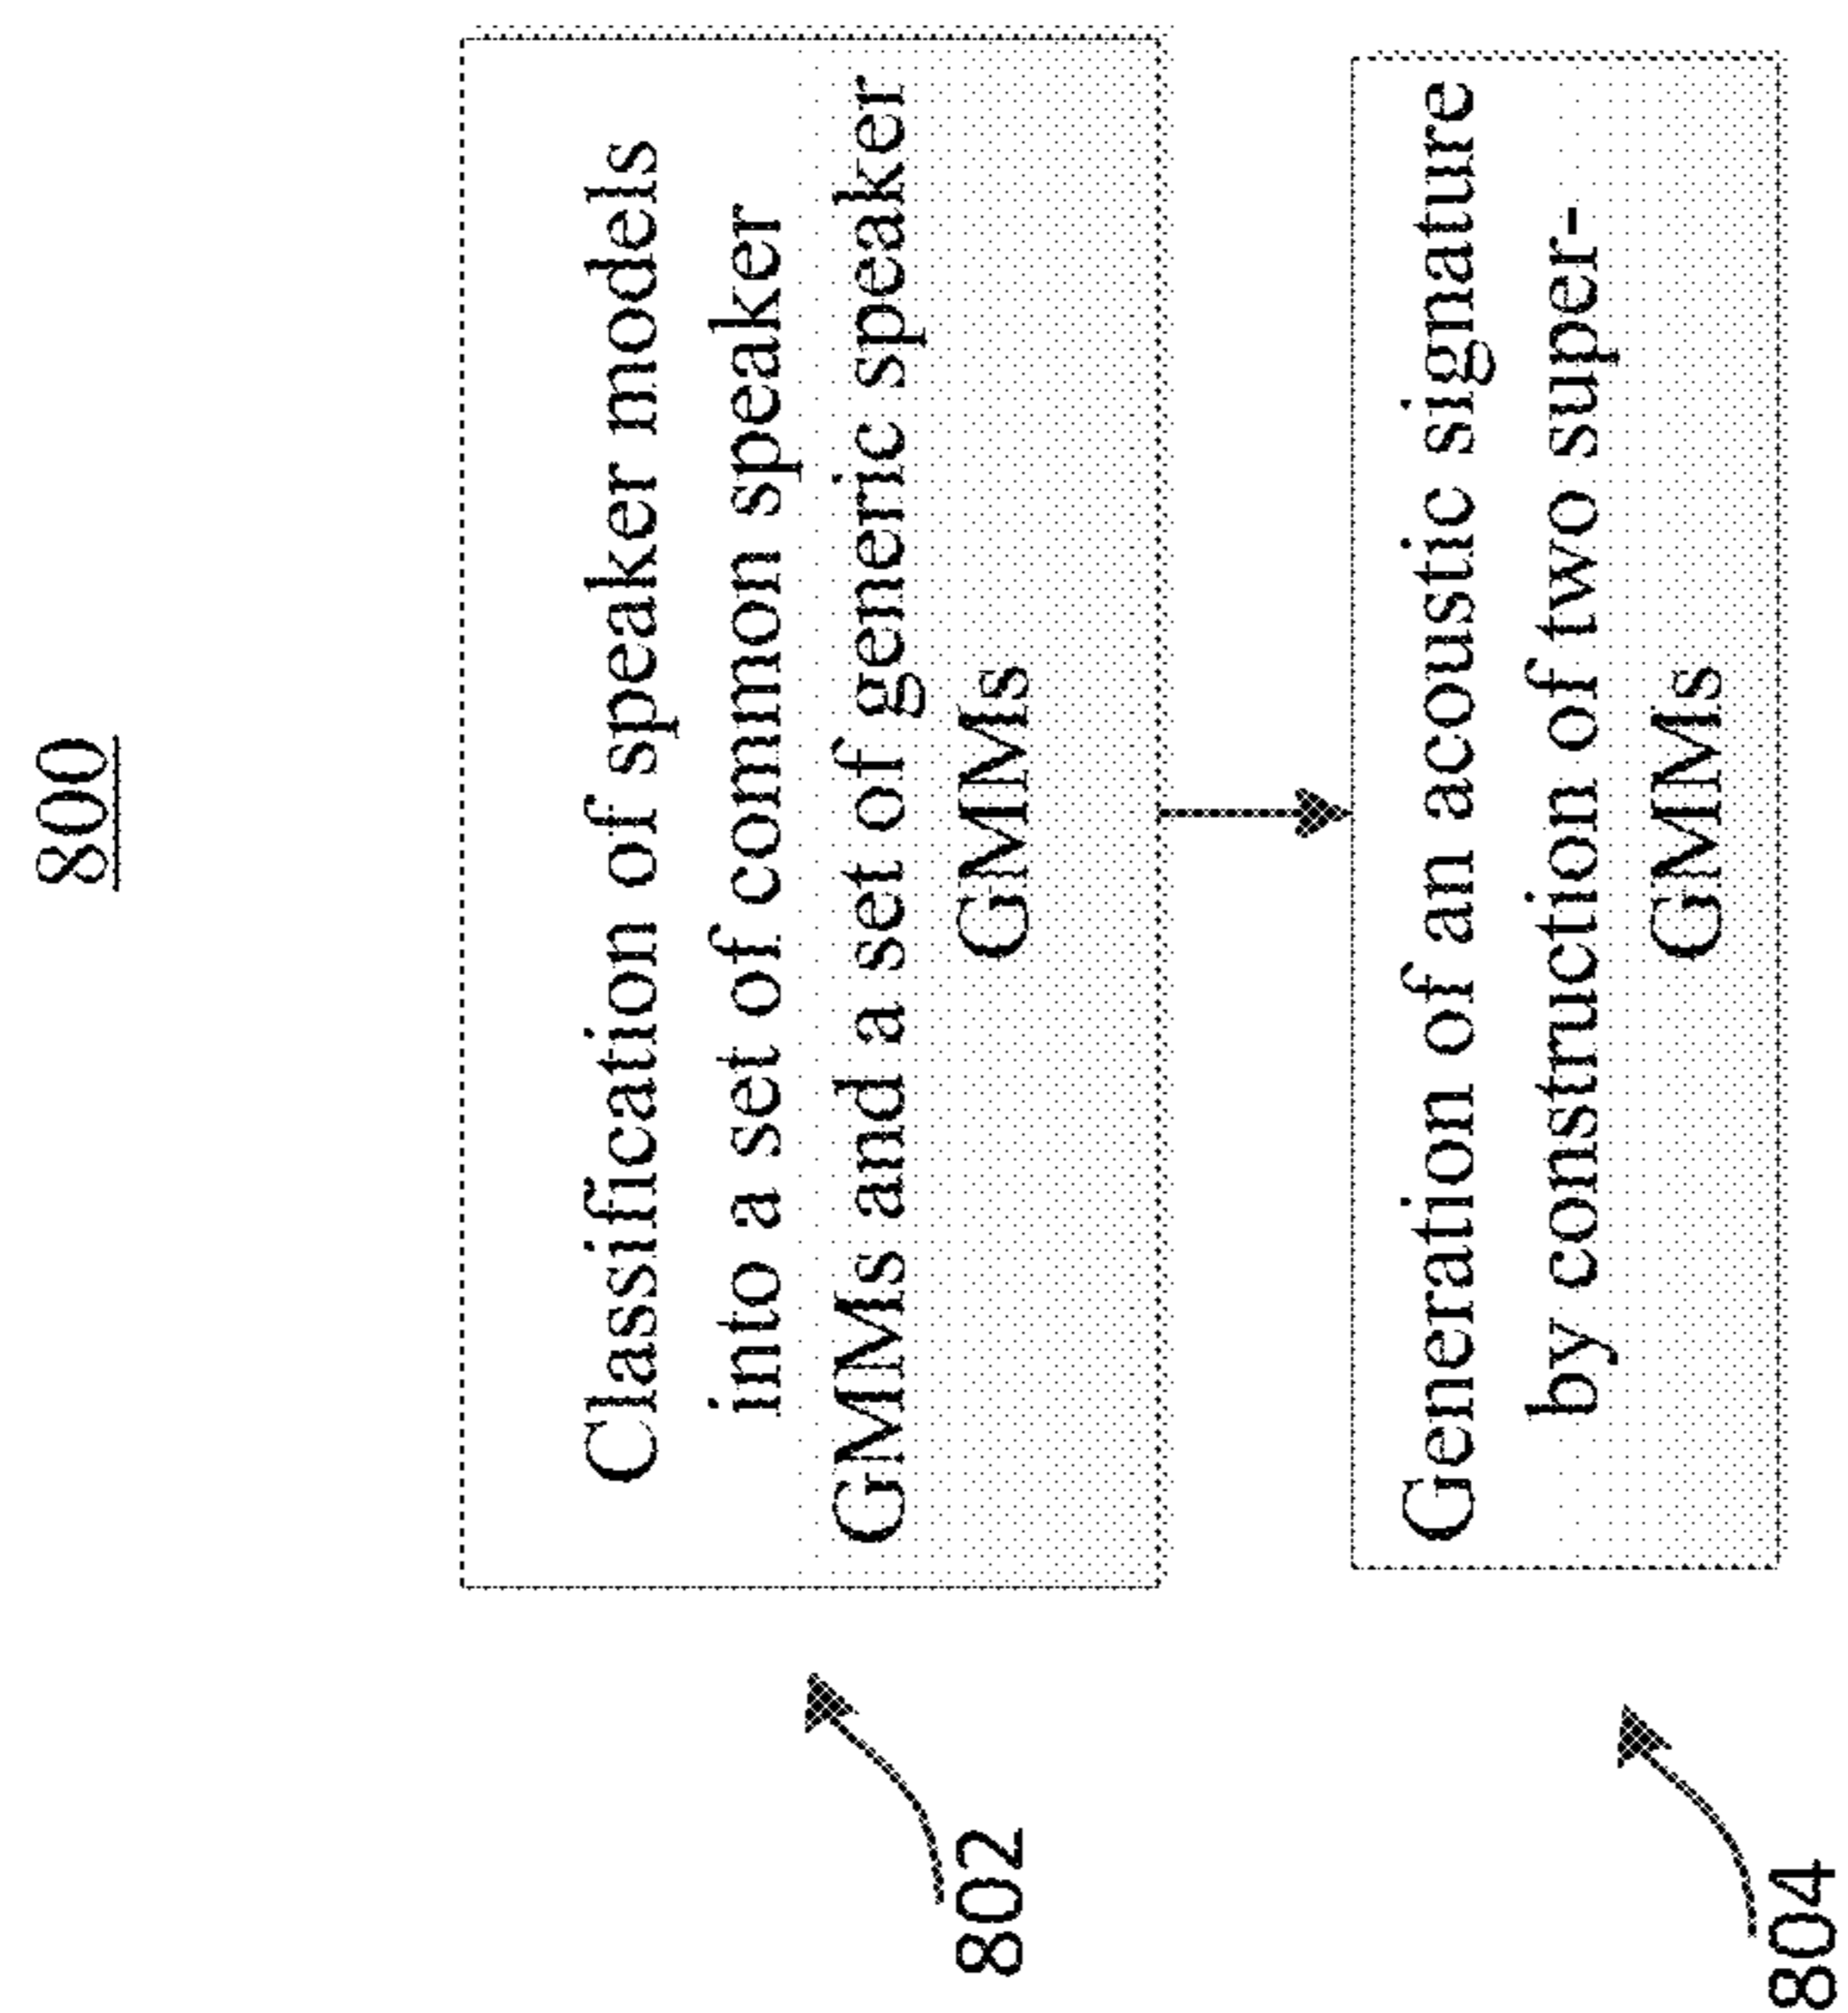 800
Classification of speaker models
into a set of common speaker
GMMs and a set of generic speaker
GMMs
802
Generation of an acoustic signature
by construction of two super-
GMMs
804